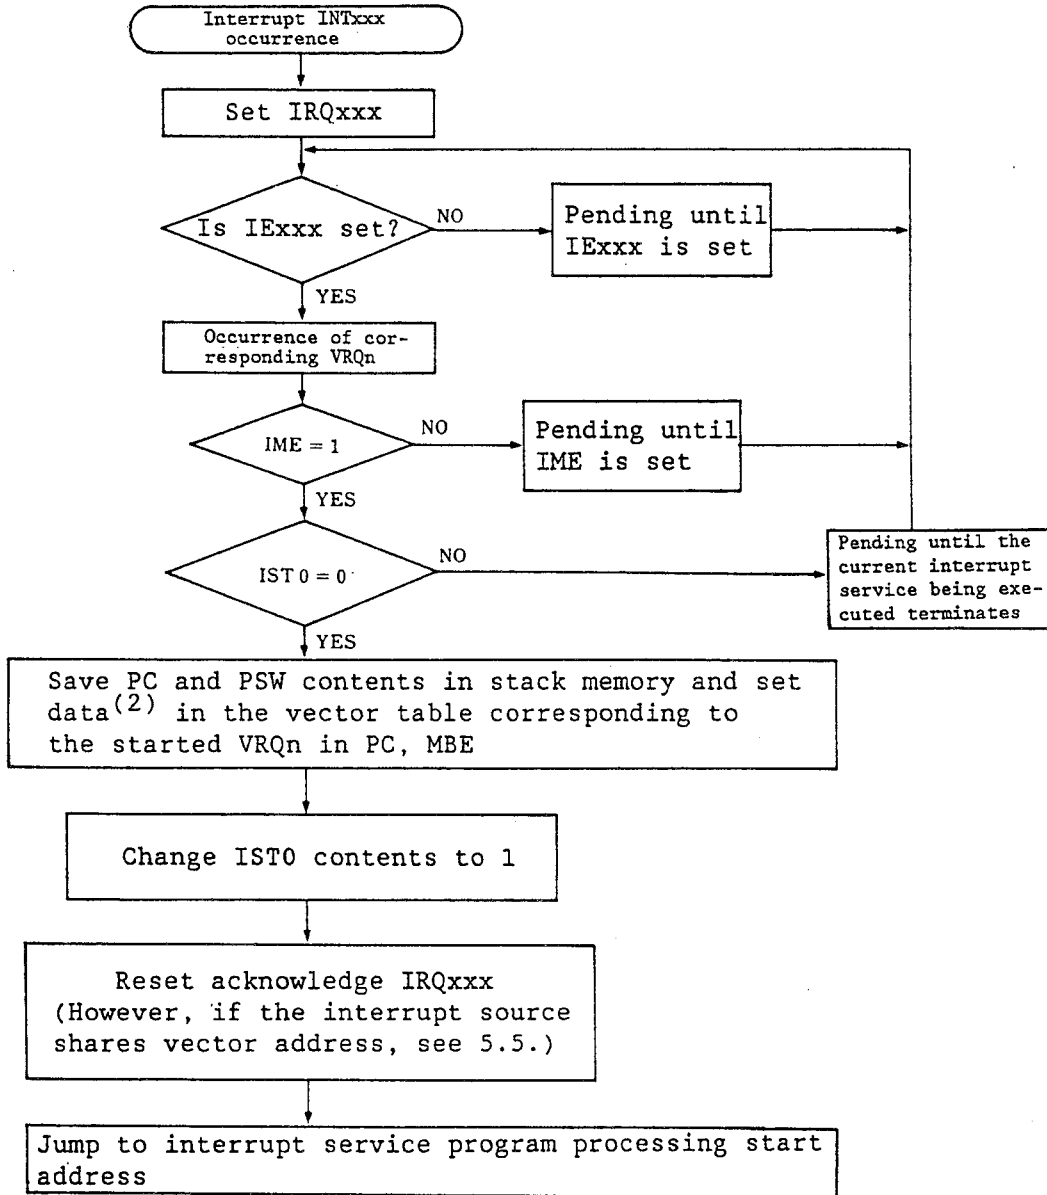 Interrupt INTxxx
occurrence
Set IRQxxx
Is IExxx set?
NO
Pending until
IExxx is set
YES
Occurrence of cor-
responding VRQn
IME = 1
NO
Pending until
IME is set
YES
IST 0 = 0
NO
Pending until the
current interrupt
service being exe-
cuted terminates
YES
Save PC and PSW contents in stack memory and set
data(2) in the vector table corresponding to
the started VRQn in PC, MBE
Change IST0 contents to 1
Reset acknowledge IRQxxx
(However, if the interrupt source
shares vector address, see 5.5.)
Jump to interrupt service program processing start
address